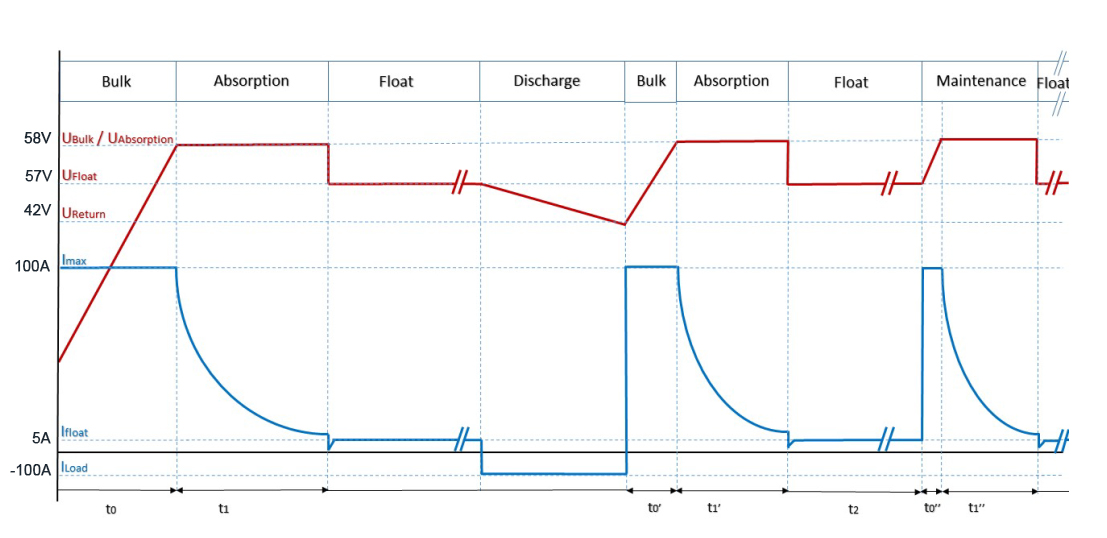 Bulk Absorption Float Discharge Bulk Absorption Float Maintenance Float
58V UBulk / UAbsorption
57V UFloat
42V UReturn
100A Imax
5A Ifloat
-100A ILoad
t0 t1 t0' t1' t2 t0'' t1''